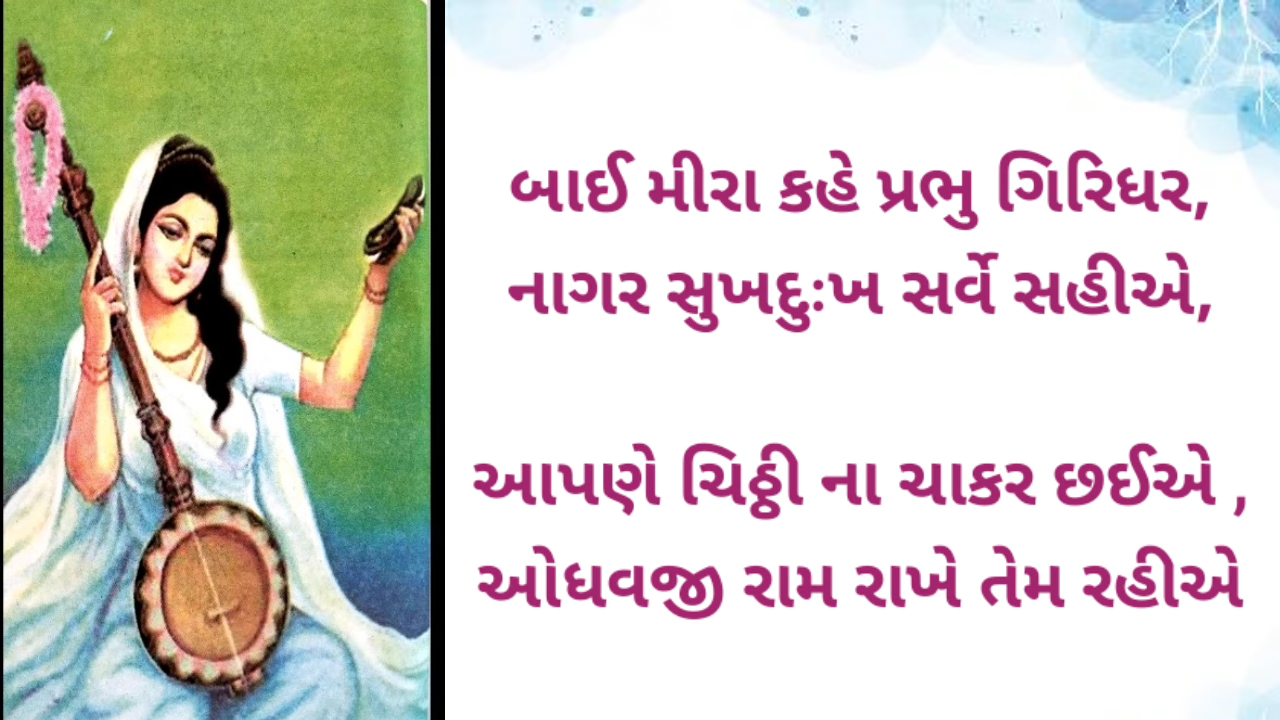 બાઈ મીરા કહે પ્રભુ ગિરિધર,
નાગર સુખદુઃખ સર્વે સહીએ,
આપણે ચિઠ્ઠી ના ચાકર છઈએ ,
ઓધવજી રામ રાખે તેમ રહીએ